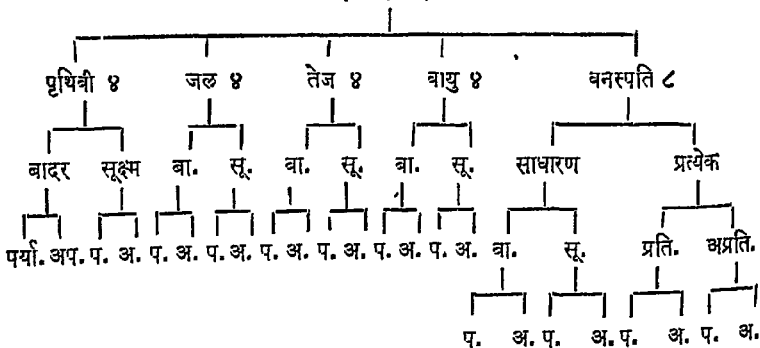 पृथिवी ४ जल ४ तेज ४ वायु ४ वनस्पति ८
बादर सूक्ष्म बा. सू. बा. सू. बा. सू. साधारण प्रत्येक
पर्या. अप. प. अ. प. अ. प. अ. प. अ. प. अ. प. अ. प. अ. बा. सू. प्रति. अप्रति.
प. अ. प. अ. प. अ. प. अ.